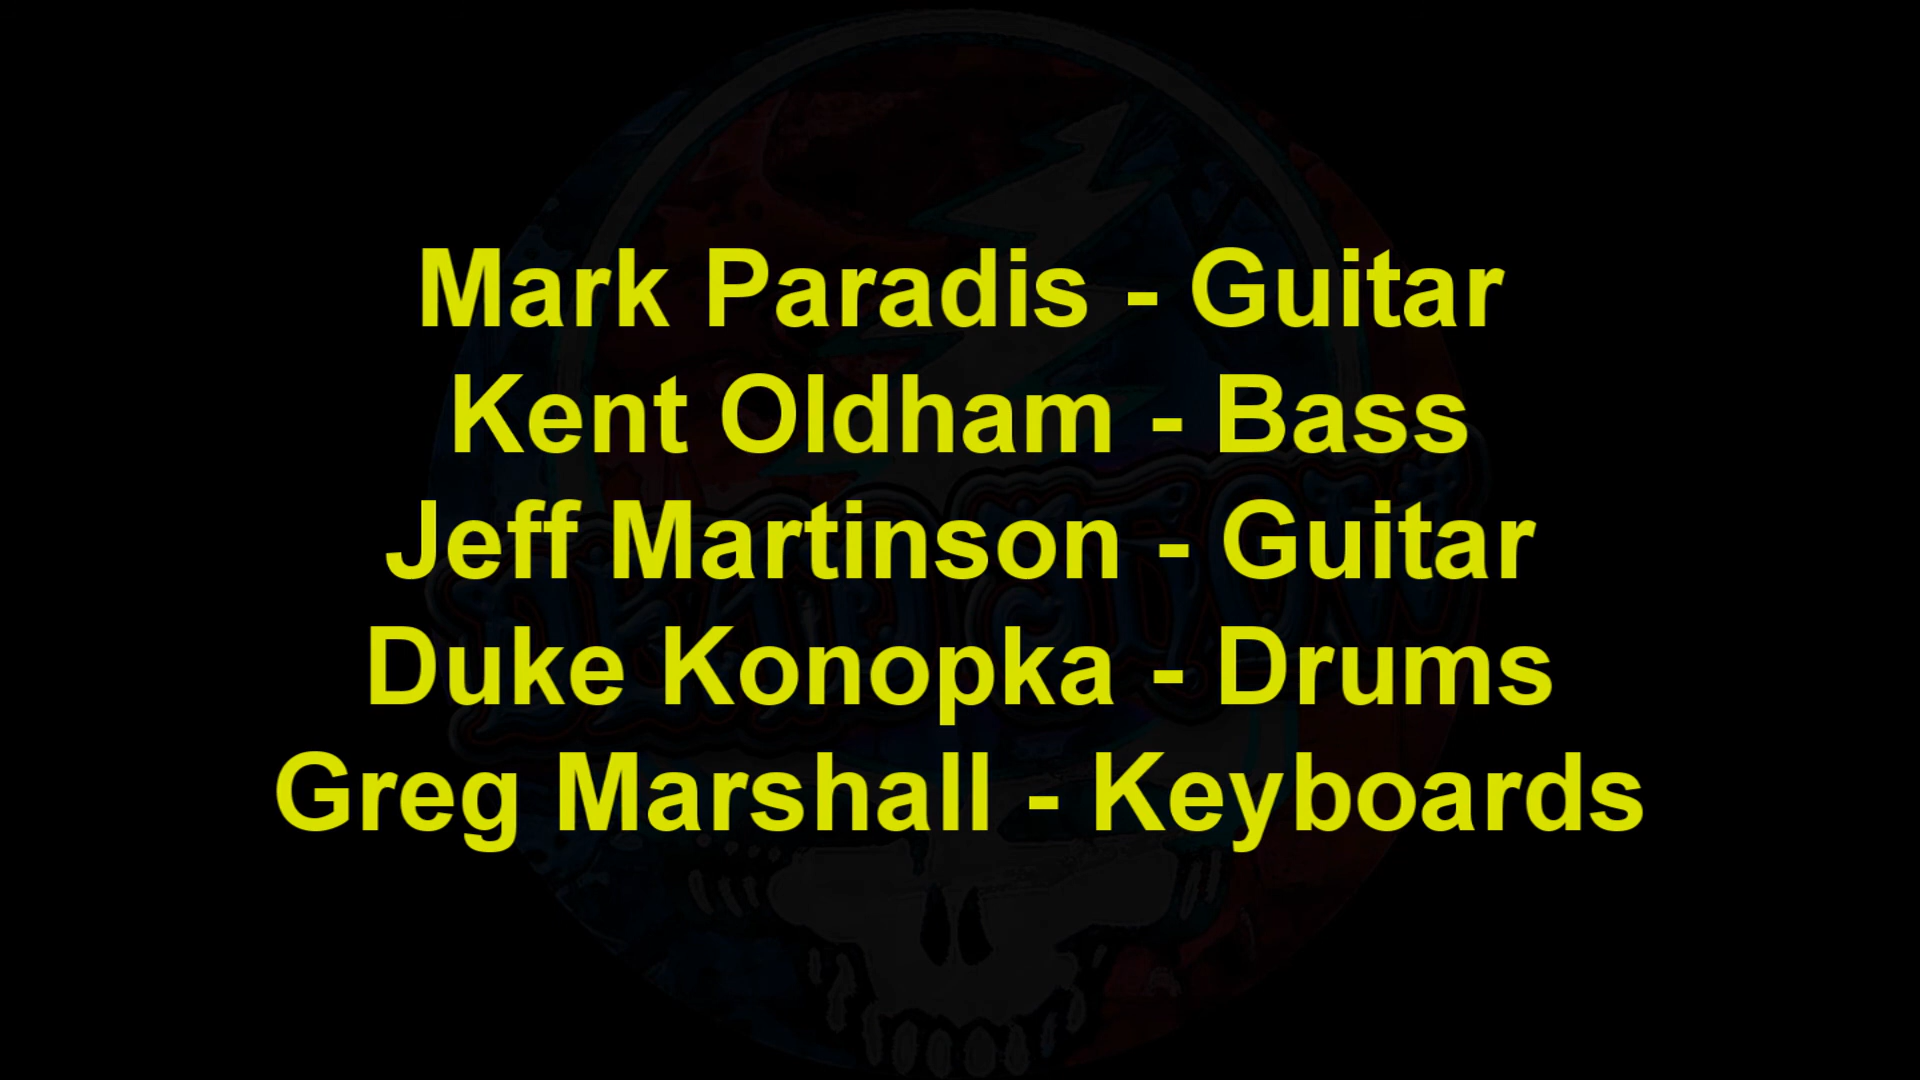 Mark Paradis - Guitar
Kent Oldham - Bass
Jeff Martinson - Guitar
Duke Konopka - Drums
Greg Marshall - Keyboards